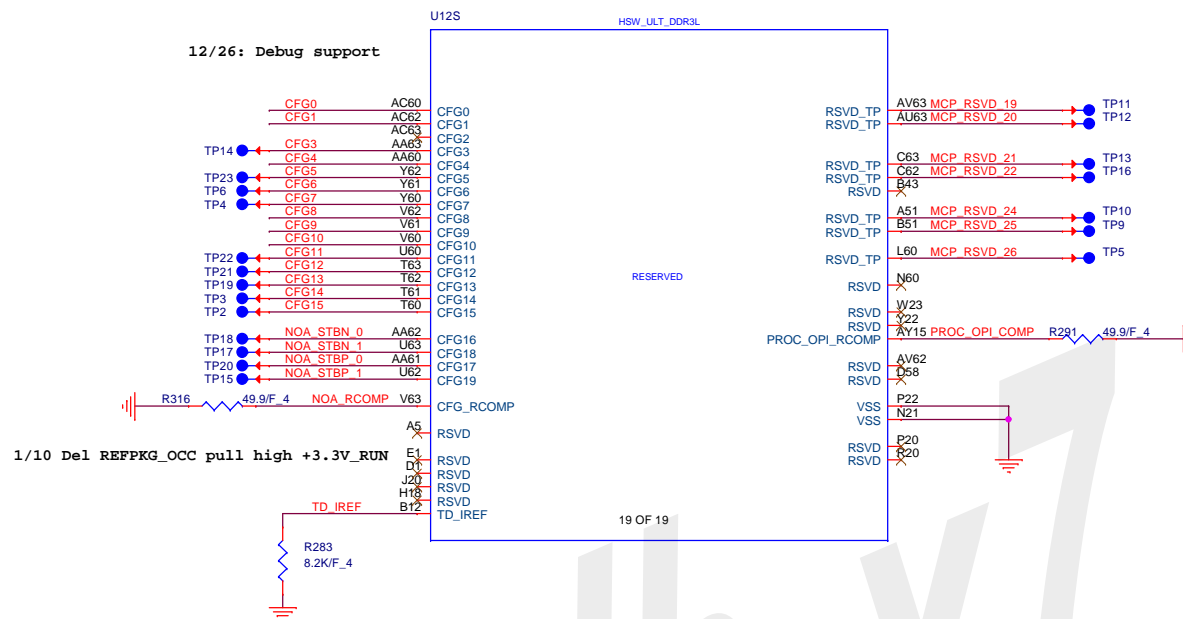 U12S
HSW_ULT_DDR3L
12/26: Debug support
CFG0 AC60 CFG0
CFG1 AC62 CFG1
AC63 CFG2
TP14 CFG3 AA63 CFG3
CFG4 AA60 CFG4
TP23 CFG5 Y62 CFG5
TP6 CFG6 Y61 CFG6
TP4 CFG7 Y60 CFG7
CFG8 V62 CFG8
CFG9 V61 CFG9
CFG10 V60 CFG10
TP22 CFG11 U60 CFG11
TP21 CFG12 T63 CFG12
TP19 CFG13 T62 CFG13
TP3 CFG14 T61 CFG14
TP2 CFG15 T60 CFG15
TP18 NOA_STBN_0 AA62 CFG16
TP17 NOA_STBN_1 U63 CFG18
TP20 NOA_STBP_0 AA61 CFG17
TP15 NOA_STBP_1 U62 CFG19
R316 49.9/F_4 NOA_RCOMP V63 CFG_RCOMP
A5 RSVD
1/10 Del REFPKG_OCC pull high +3.3V_RUN
E1 RSVD
D1 RSVD
J20 RSVD
H18 RSVD
TD_IREF B12 TD_IREF
R283
8.2K/F_4
RESERVED
19 OF 19
RSVD_TP AV63 MCP_RSVD_19 TP11
RSVD_TP AU63 MCP_RSVD_20 TP12
RSVD_TP C63 MCP_RSVD_21 TP13
RSVD_TP C62 MCP_RSVD_22 TP16
RSVD B43
RSVD_TP A51 MCP_RSVD_24 TP10
RSVD_TP B51 MCP_RSVD_25 TP9
RSVD_TP L60 MCP_RSVD_26 TP5
RSVD N60
RSVD W23
RSVD Y22
PROC_OPI_RCOMP AY15 PROC_OPI_COMP R291 49.9/F_4
RSVD AV62
RSVD D58
VSS P22
VSS N21
RSVD P20
RSVD R20